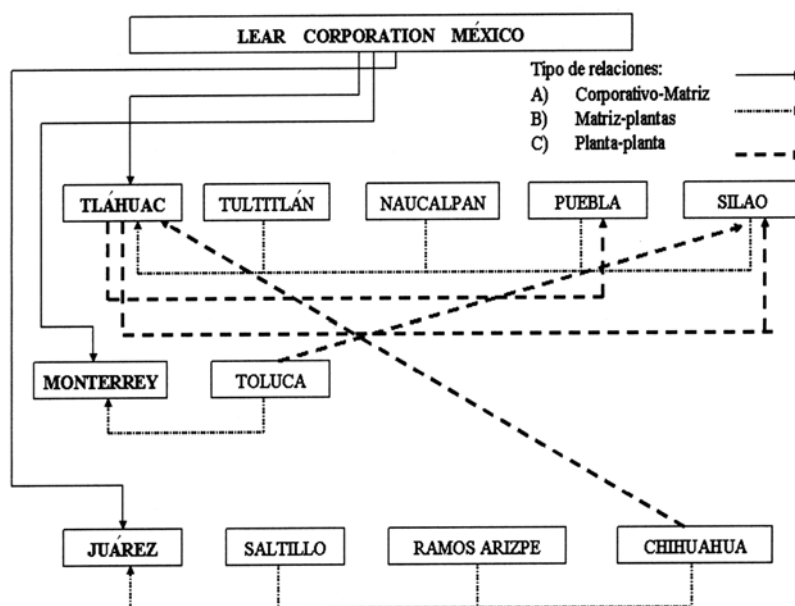 LEAR CORPORATION MÉXICO
Tipo de relaciones:
A) Corporativo-Matriz
B) Matriz-plantas
C) Planta-planta
TLÁHUAC
TULTITLÁN
NAUCALPAN
PUEBLA
SILAO
MONTERREY
TOLUCA
JUÁREZ
SALTILLO
RAMOS ARIZPE
CHIHUAHUA